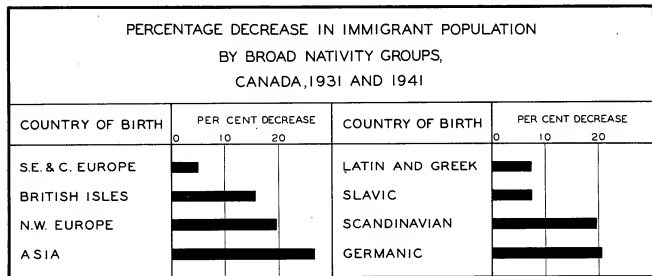 PERCENTAGE DECREASE IN IMMIGRANT POPULATION
BY BROAD NATIVITY GROUPS,
CANADA, 1931 AND 1941
COUNTRY OF BIRTH
PER CENT DECREASE
0 10 20
S.E. & C. EUROPE
BRITISH ISLES
N.W. EUROPE
ASIA
COUNTRY OF BIRTH
PER CENT DECREASE
0 10 20
LATIN AND GREEK
SLAVIC
SCANDINAVIAN
GERMANIC